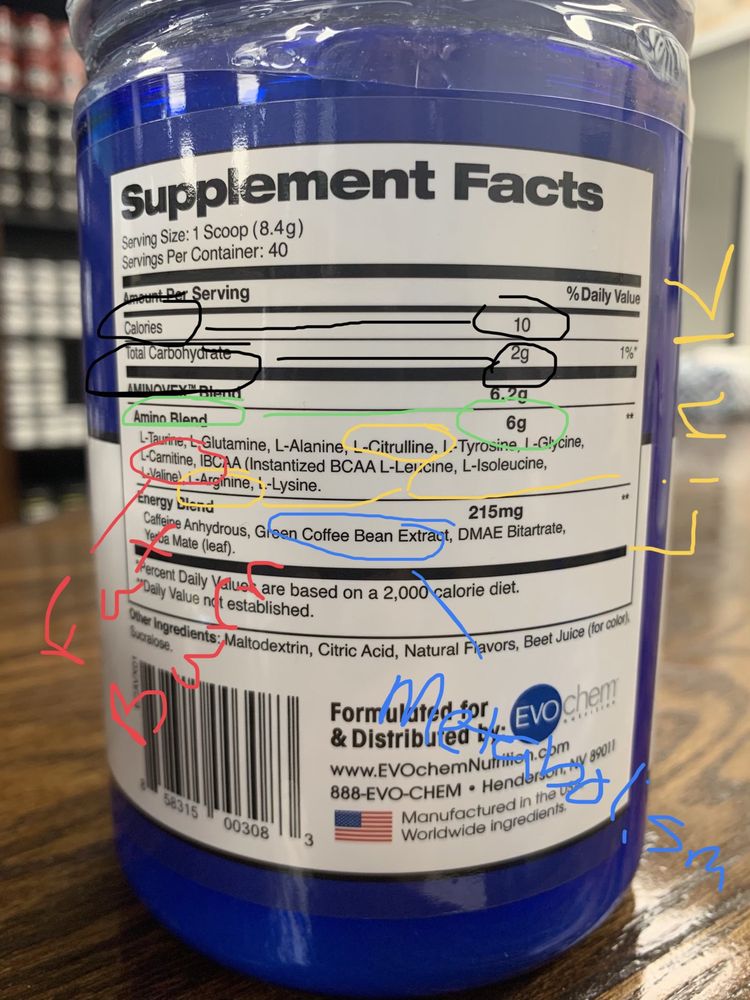 Supplement Facts
Serving Size: 1 Scoop (8.4g)
Servings Per Container: 40
Amount Per Serving % Daily Value
Calories 10
Total Carbohydrate 2g 1%*
AMINOVEX™ Blend 6.2g
Amino Blend 6g **
L-Taurine, L-Glutamine, L-Alanine, L-Citrulline, L-Tyrosine, L-Glycine,
L-Carnitine, IBCAA (Instantized BCAA L-Leucine, L-Isoleucine,
L-Valine) L-Arginine, L-Lysine.
Energy Blend 215mg **
Caffeine Anhydrous, Green Coffee Bean Extract, DMAE Bitartrate,
Yerba Mate (leaf).
*Percent Daily Values are based on a 2,000 calorie diet.
**Daily Value not established.
Other Ingredients: Maltodextrin, Citric Acid, Natural Flavors, Beet Juice (for color),
Sucralose.
Formulated for
& Distributed by: EVOchem
NUTRITION
www.EVOchemNutrition.com
888-EVO-CHEM • Henderson, NV 89011
Manufactured in the USA
Worldwide ingredients.
8 58315 00308 3
Fat
Burn
Metabolism